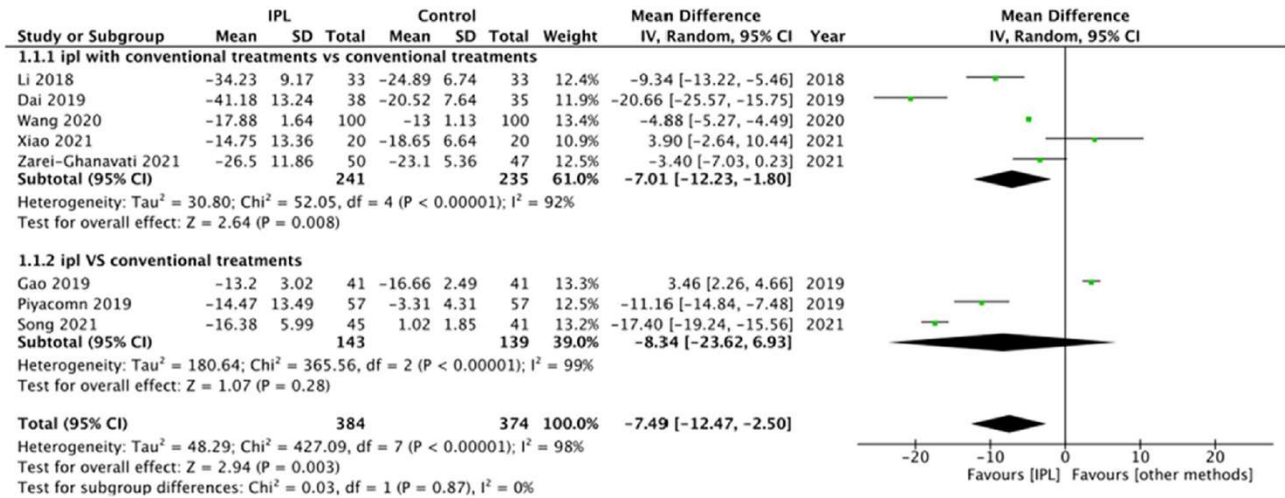 IPL Control Mean Difference Mean Difference
Study or Subgroup Mean SD Total Mean SD Total Weight IV, Random, 95% CI Year IV, Random, 95% CI
1.1.1 ipl with conventional treatments vs conventional treatments
Li 2018 −34.23 9.17 33 −24.89 6.74 33 12.4% −9.34 [−13.22, −5.46] 2018
Dai 2019 −41.18 13.24 38 −20.52 7.64 35 11.9% −20.66 [−25.57, −15.75] 2019
Wang 2020 −17.88 1.64 100 −13 1.13 100 13.4% −4.88 [−5.27, −4.49] 2020
Xiao 2021 −14.75 13.36 20 −18.65 6.64 20 10.9% 3.90 [−2.64, 10.44] 2021
Zarei-Ghanavati 2021 −26.5 11.86 50 −23.1 5.36 47 12.5% −3.40 [−7.03, 0.23] 2021
Subtotal (95% CI) 241 235 61.0% −7.01 [−12.23, −1.80]
Heterogeneity: Tau² = 30.80; Chi² = 52.05, df = 4 (P < 0.00001); I² = 92%
Test for overall effect: Z = 2.64 (P = 0.008)
1.1.2 ipl VS conventional treatments
Gao 2019 −13.2 3.02 41 −16.66 2.49 41 13.3% 3.46 [2.26, 4.66] 2019
Piyacomn 2019 −14.47 13.49 57 −3.31 4.31 57 12.5% −11.16 [−14.84, −7.48] 2019
Song 2021 −16.38 5.99 45 1.02 1.85 41 13.2% −17.40 [−19.24, −15.56] 2021
Subtotal (95% CI) 143 139 39.0% −8.34 [−23.62, 6.93]
Heterogeneity: Tau² = 180.64; Chi² = 365.56, df = 2 (P < 0.00001); I² = 99%
Test for overall effect: Z = 1.07 (P = 0.28)
Total (95% CI) 384 374 100.0% −7.49 [−12.47, −2.50]
Heterogeneity: Tau² = 48.29; Chi² = 427.09, df = 7 (P < 0.00001); I² = 98%
Test for overall effect: Z = 2.94 (P = 0.003)
Test for subgroup differences: Chi² = 0.03, df = 1 (P = 0.87), I² = 0%
−20 −10 0 10 20
Favours [IPL] Favours [other methods]